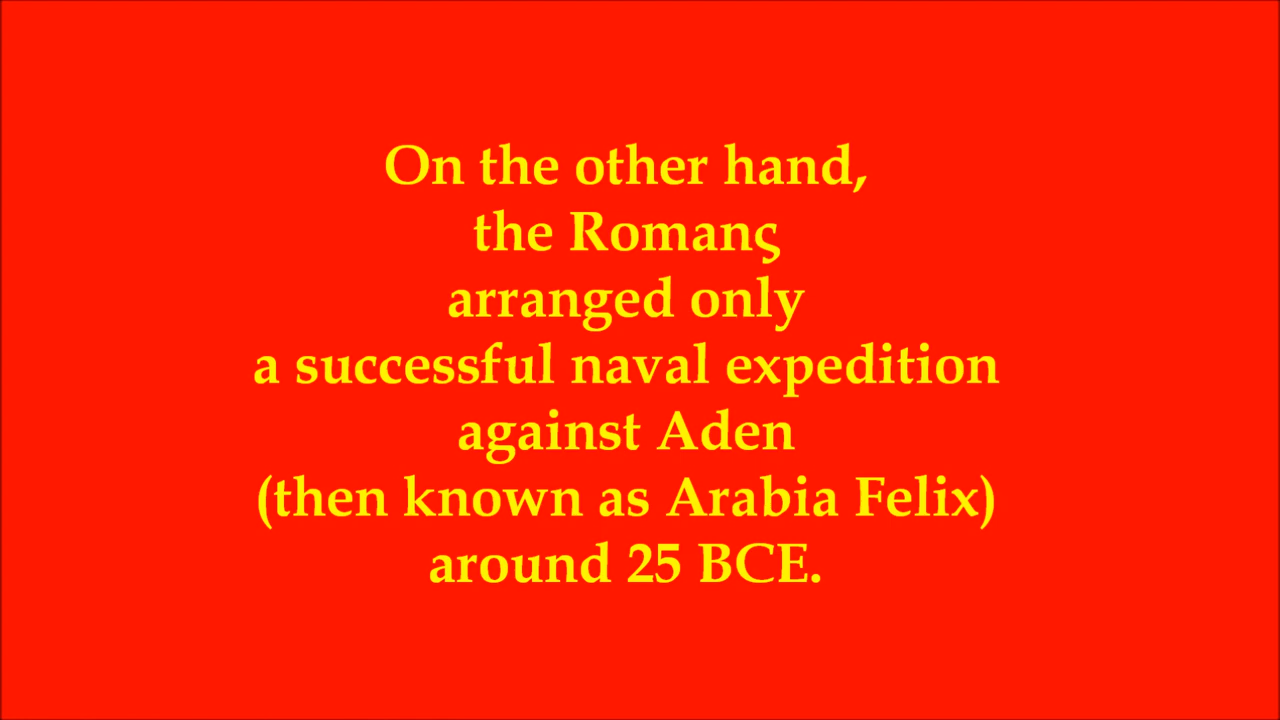 On the other hand,
the Romanς
arranged only
a successful naval expedition
against Aden
(then known as Arabia Felix)
around 25 BCE.